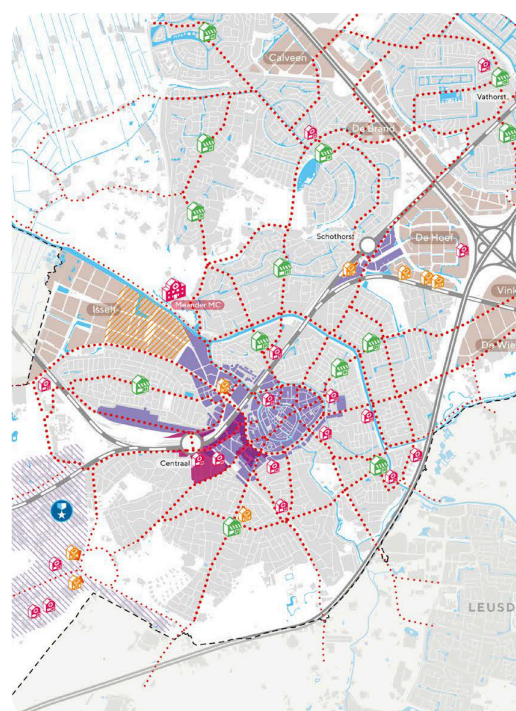 Calveen
Vathorst
De Brand
Schothorst
De Hoef
Isselt
Meander MC
Vink
De Wie
Centraal
LEUSD